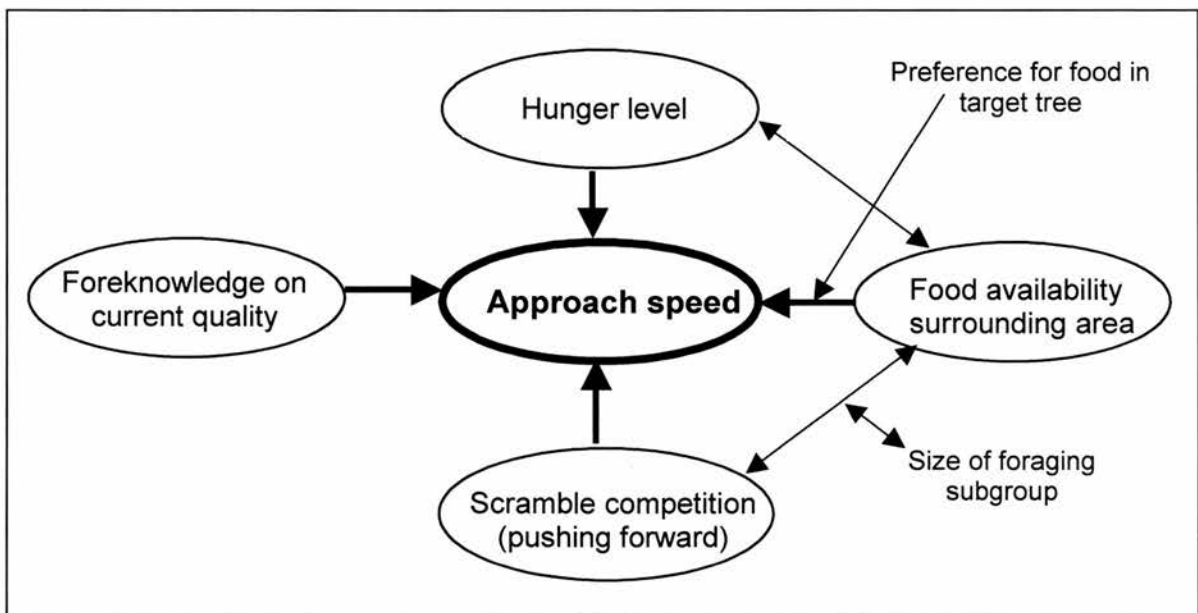 Hunger level
Preference for food in
target tree
Foreknowledge on
current quality
Approach speed
Food availability
surrounding area
Scramble competition
(pushing forward)
Size of foraging
subgroup